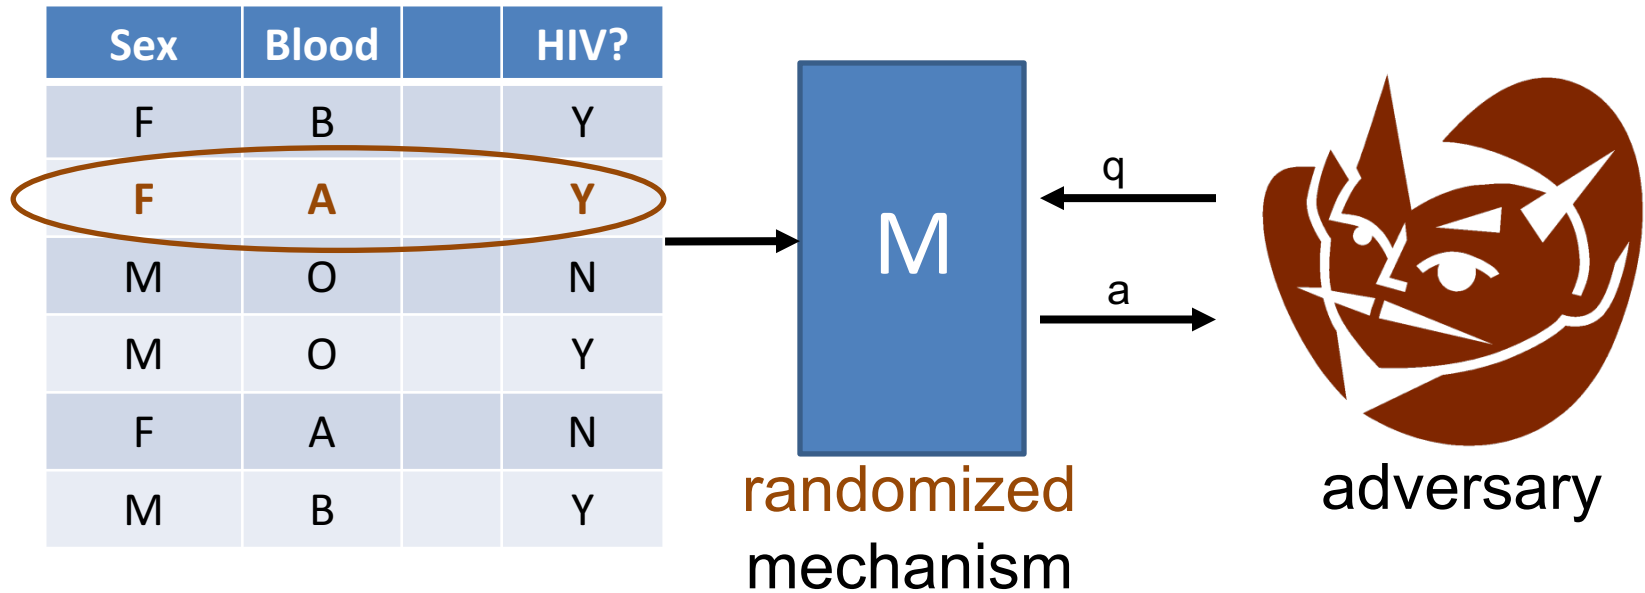 Sex Blood HIV?
F B Y
F A Y
M O N
M O Y
F A N
M B Y
M
q
a
randomized
mechanism
adversary